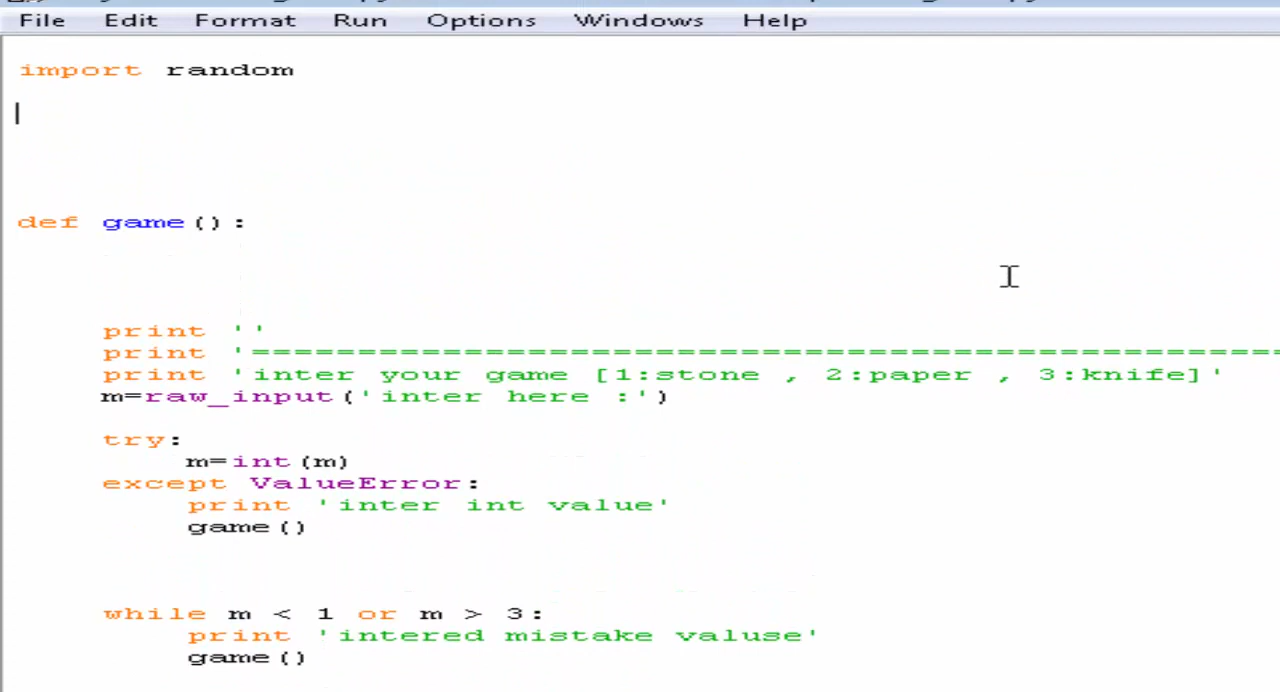 File Edit Format Run Options Windows Help
import random
def game():
print ''
print '================================================
print 'inter your game [1:stone , 2:paper , 3:knife]'
m=raw_input('inter here :')
try:
m=int(m)
except ValueError:
print 'inter int value'
game()
while m < 1 or m > 3:
print 'intered mistake valuse'
game()